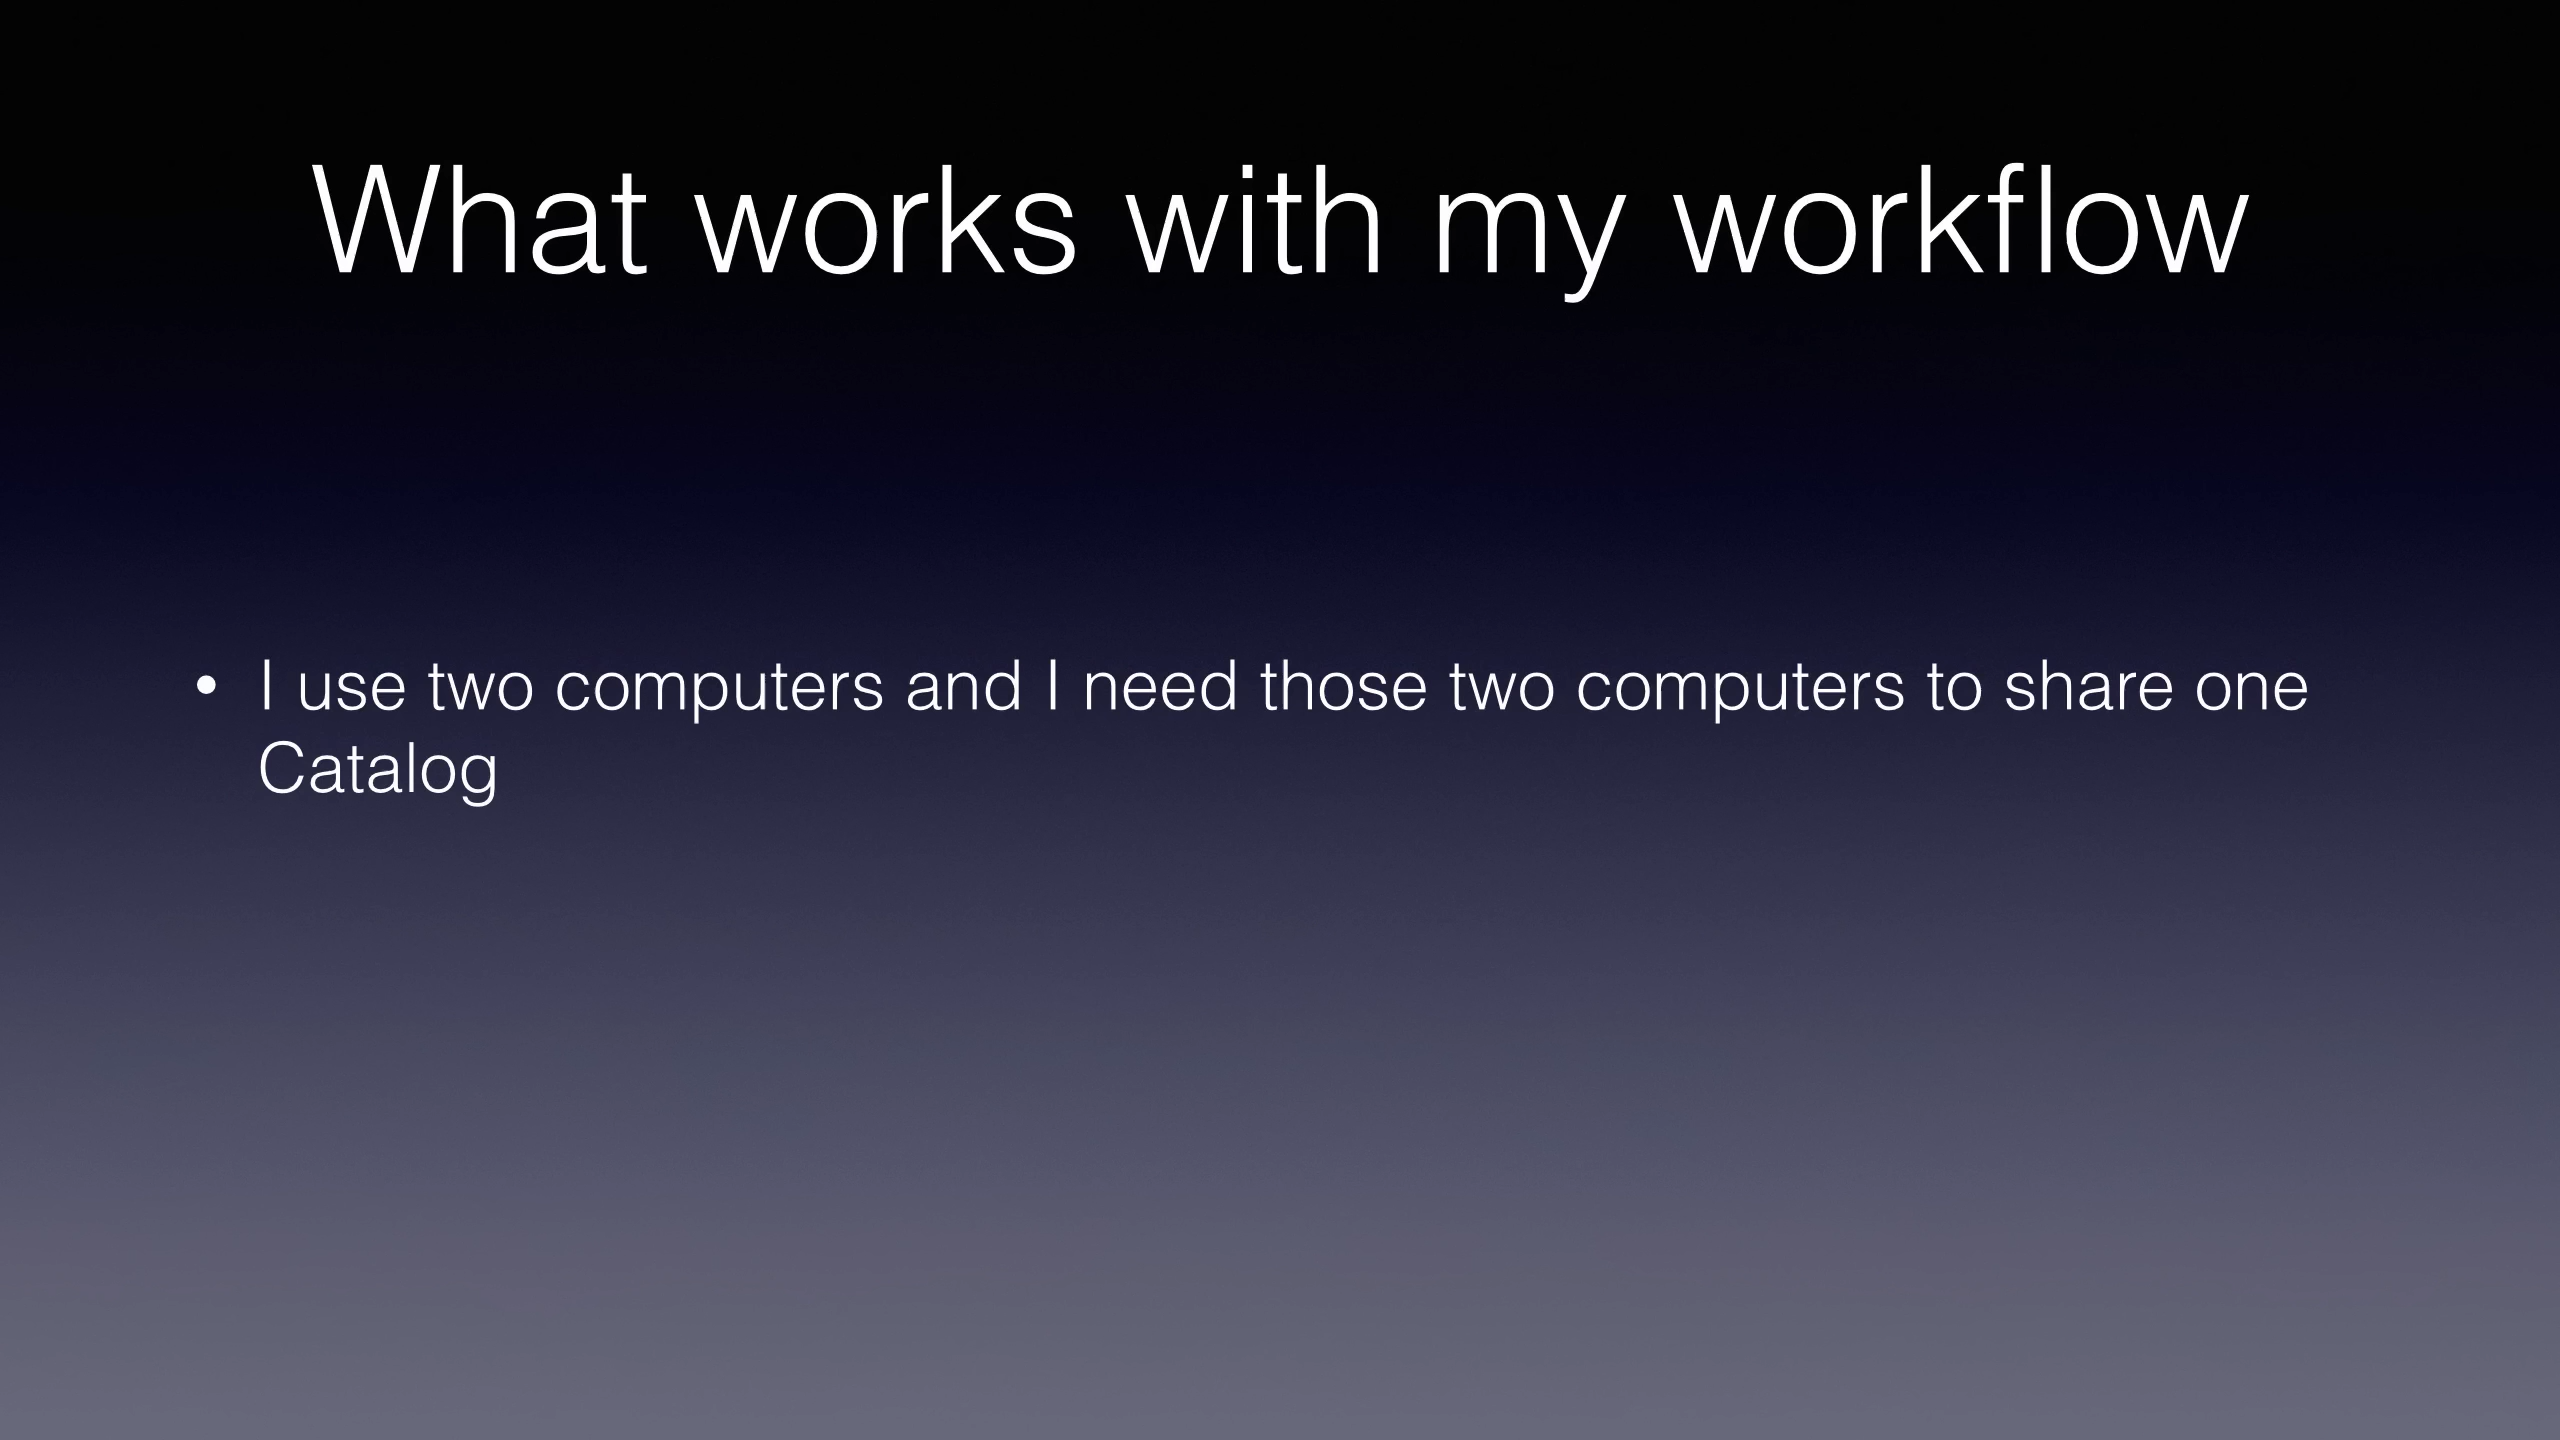 What works with my workflow
• I use two computers and I need those two computers to share one
Catalog